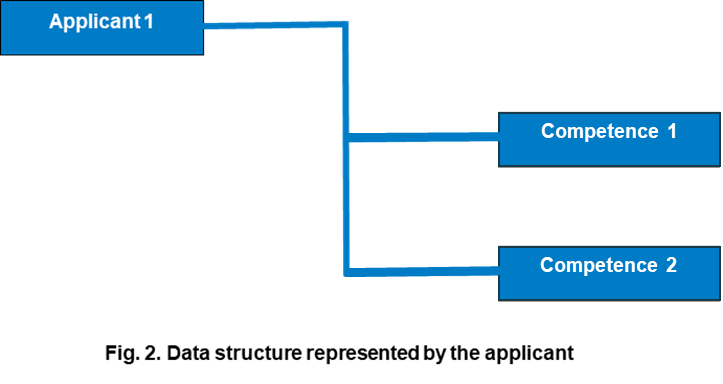 Applicant 1
Competence 1
Competence 2
Fig. 2. Data structure represented by the applicant